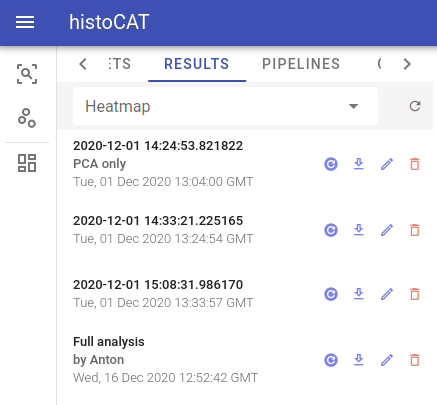 histoCAT
ETS RESULTS PIPELINES
Heatmap
2020-12-01 14:24:53.821822
PCA only
Tue, 01 Dec 2020 13:04:00 GMT
2020-12-01 14:33:21.225165
Tue, 01 Dec 2020 13:24:54 GMT
2020-12-01 15:08:31.986170
Tue, 01 Dec 2020 13:33:57 GMT
Full analysis
by Anton
Wed, 16 Dec 2020 12:52:42 GMT